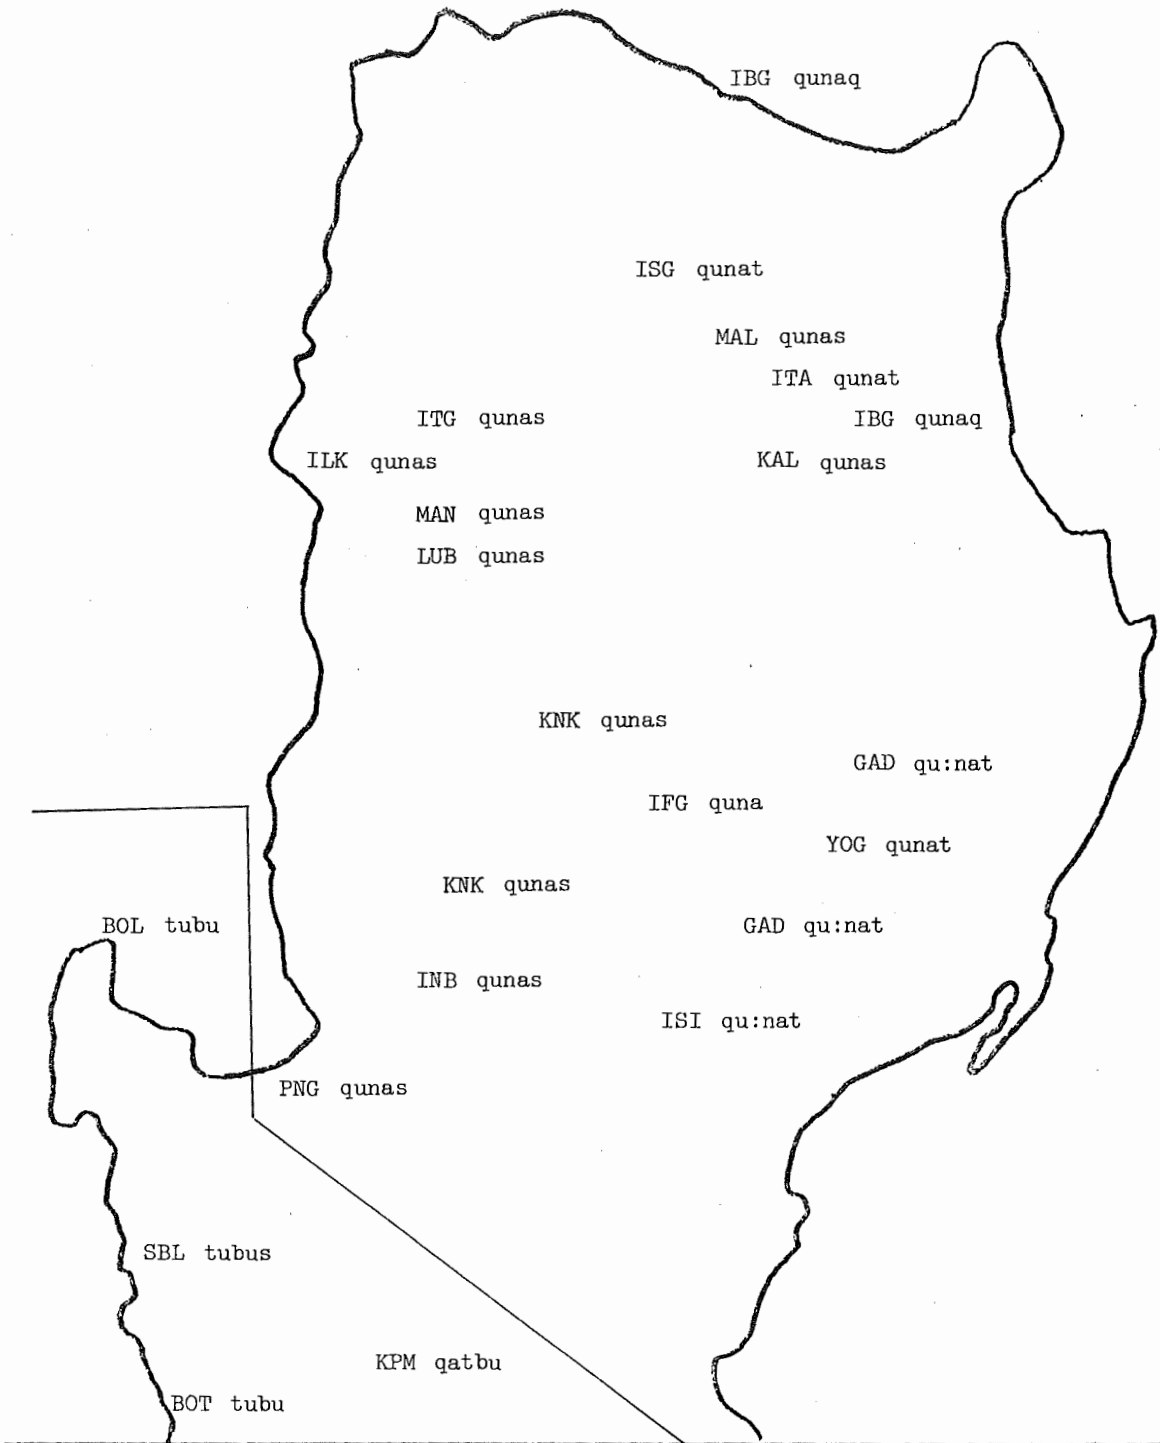 IBG qunaq
ISG qunat
MAL qunas
ITA qunat
ITG qunas
IBG qunaq
ILK qunas
KAL qunas
MAN qunas
LUB qunas
KNK qunas
GAD qu:nat
IFG quna
YOG qunat
KNK qunas
BOL tubu
GAD qu:nat
INB qunas
ISI qu:nat
PNG qunas
SBL tubus
KPM qatbu
BOT tubu